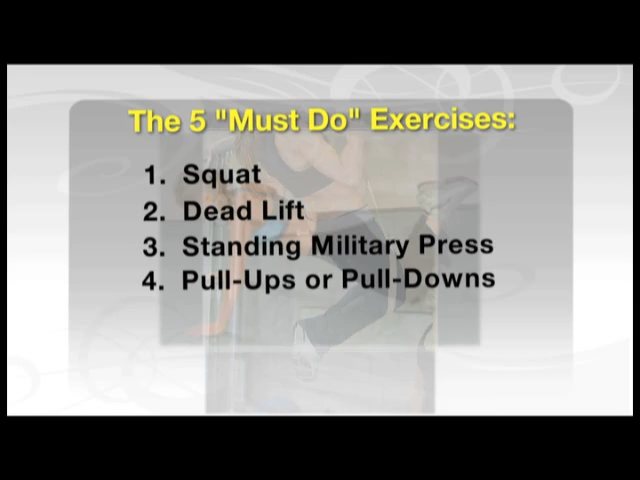 The 5 "Must Do" Exercises:
1. Squat
2. Dead Lift
3. Standing Military Press
4. Pull-Ups or Pull-Downs